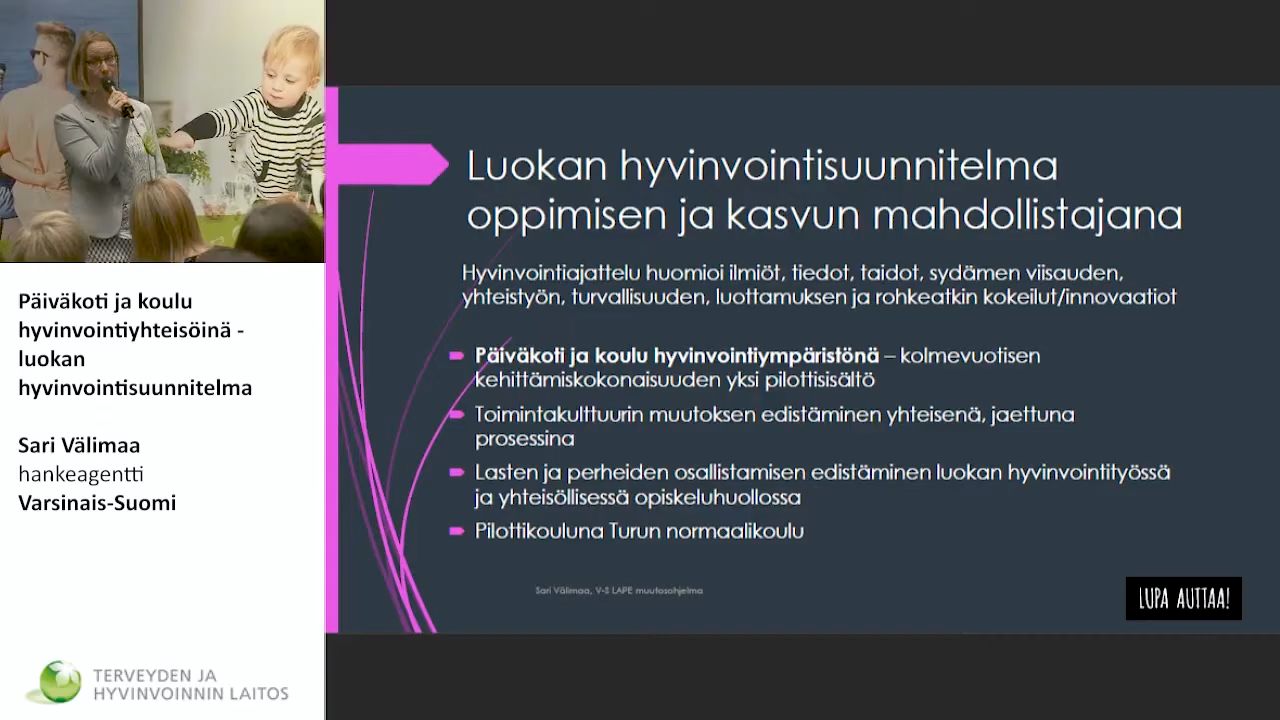 Päiväkoti ja koulu
hyvinvointiyhteisöinä -
luokan
hyvinvointisuunnitelma
Sari Välimaa
hankeagentti
Varsinais-Suomi
TERVEYDEN JA
HYVINVOINNIN LAITOS
Luokan hyvinvointisuunnitelma
oppimisen ja kasvun mahdollistajana
Hyvinvointiajattelu huomioi ilmiöt, tiedot, taidot, sydämen viisauden,
yhteistyön, turvallisuuden, luottamuksen ja rohkeatkin kokeilut/innovaatiot
Päiväkoti ja koulu hyvinvointiympäristönä – kolmevuotisen
kehittämiskokonaisuuden yksi pilottisisältö
Toimintakulttuurin muutoksen edistäminen yhteisenä, jaettuna
prosessina
Lasten ja perheiden osallistamisen edistäminen luokan hyvinvointityössä
ja yhteisöllisessä opiskeluhuollossa
Pilottikouluna Turun normaalikoulu
Sari Välimaa, V-S LAPE muutosohjelma
LUPA AUTTAA!